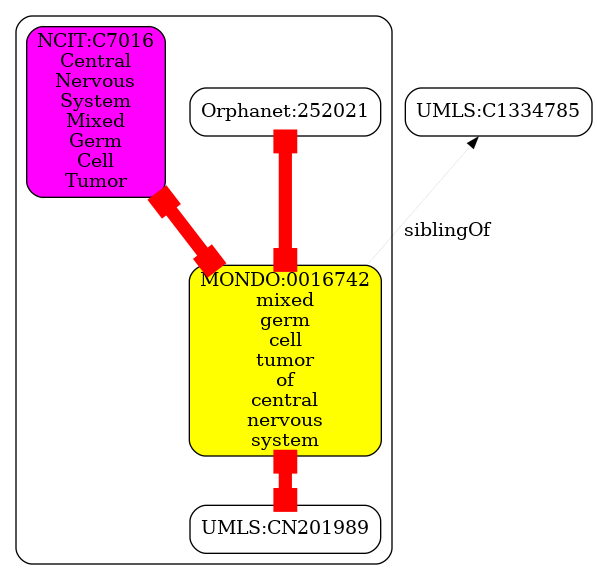 NCIT:C7016
Central
Nervous
System
Mixed
Germ
Cell
Tumor
Orphanet:252021
UMLS:C1334785
siblingOf
MONDO:0016742
mixed
germ
cell
tumor
of
central
nervous
system
UMLS:CN201989